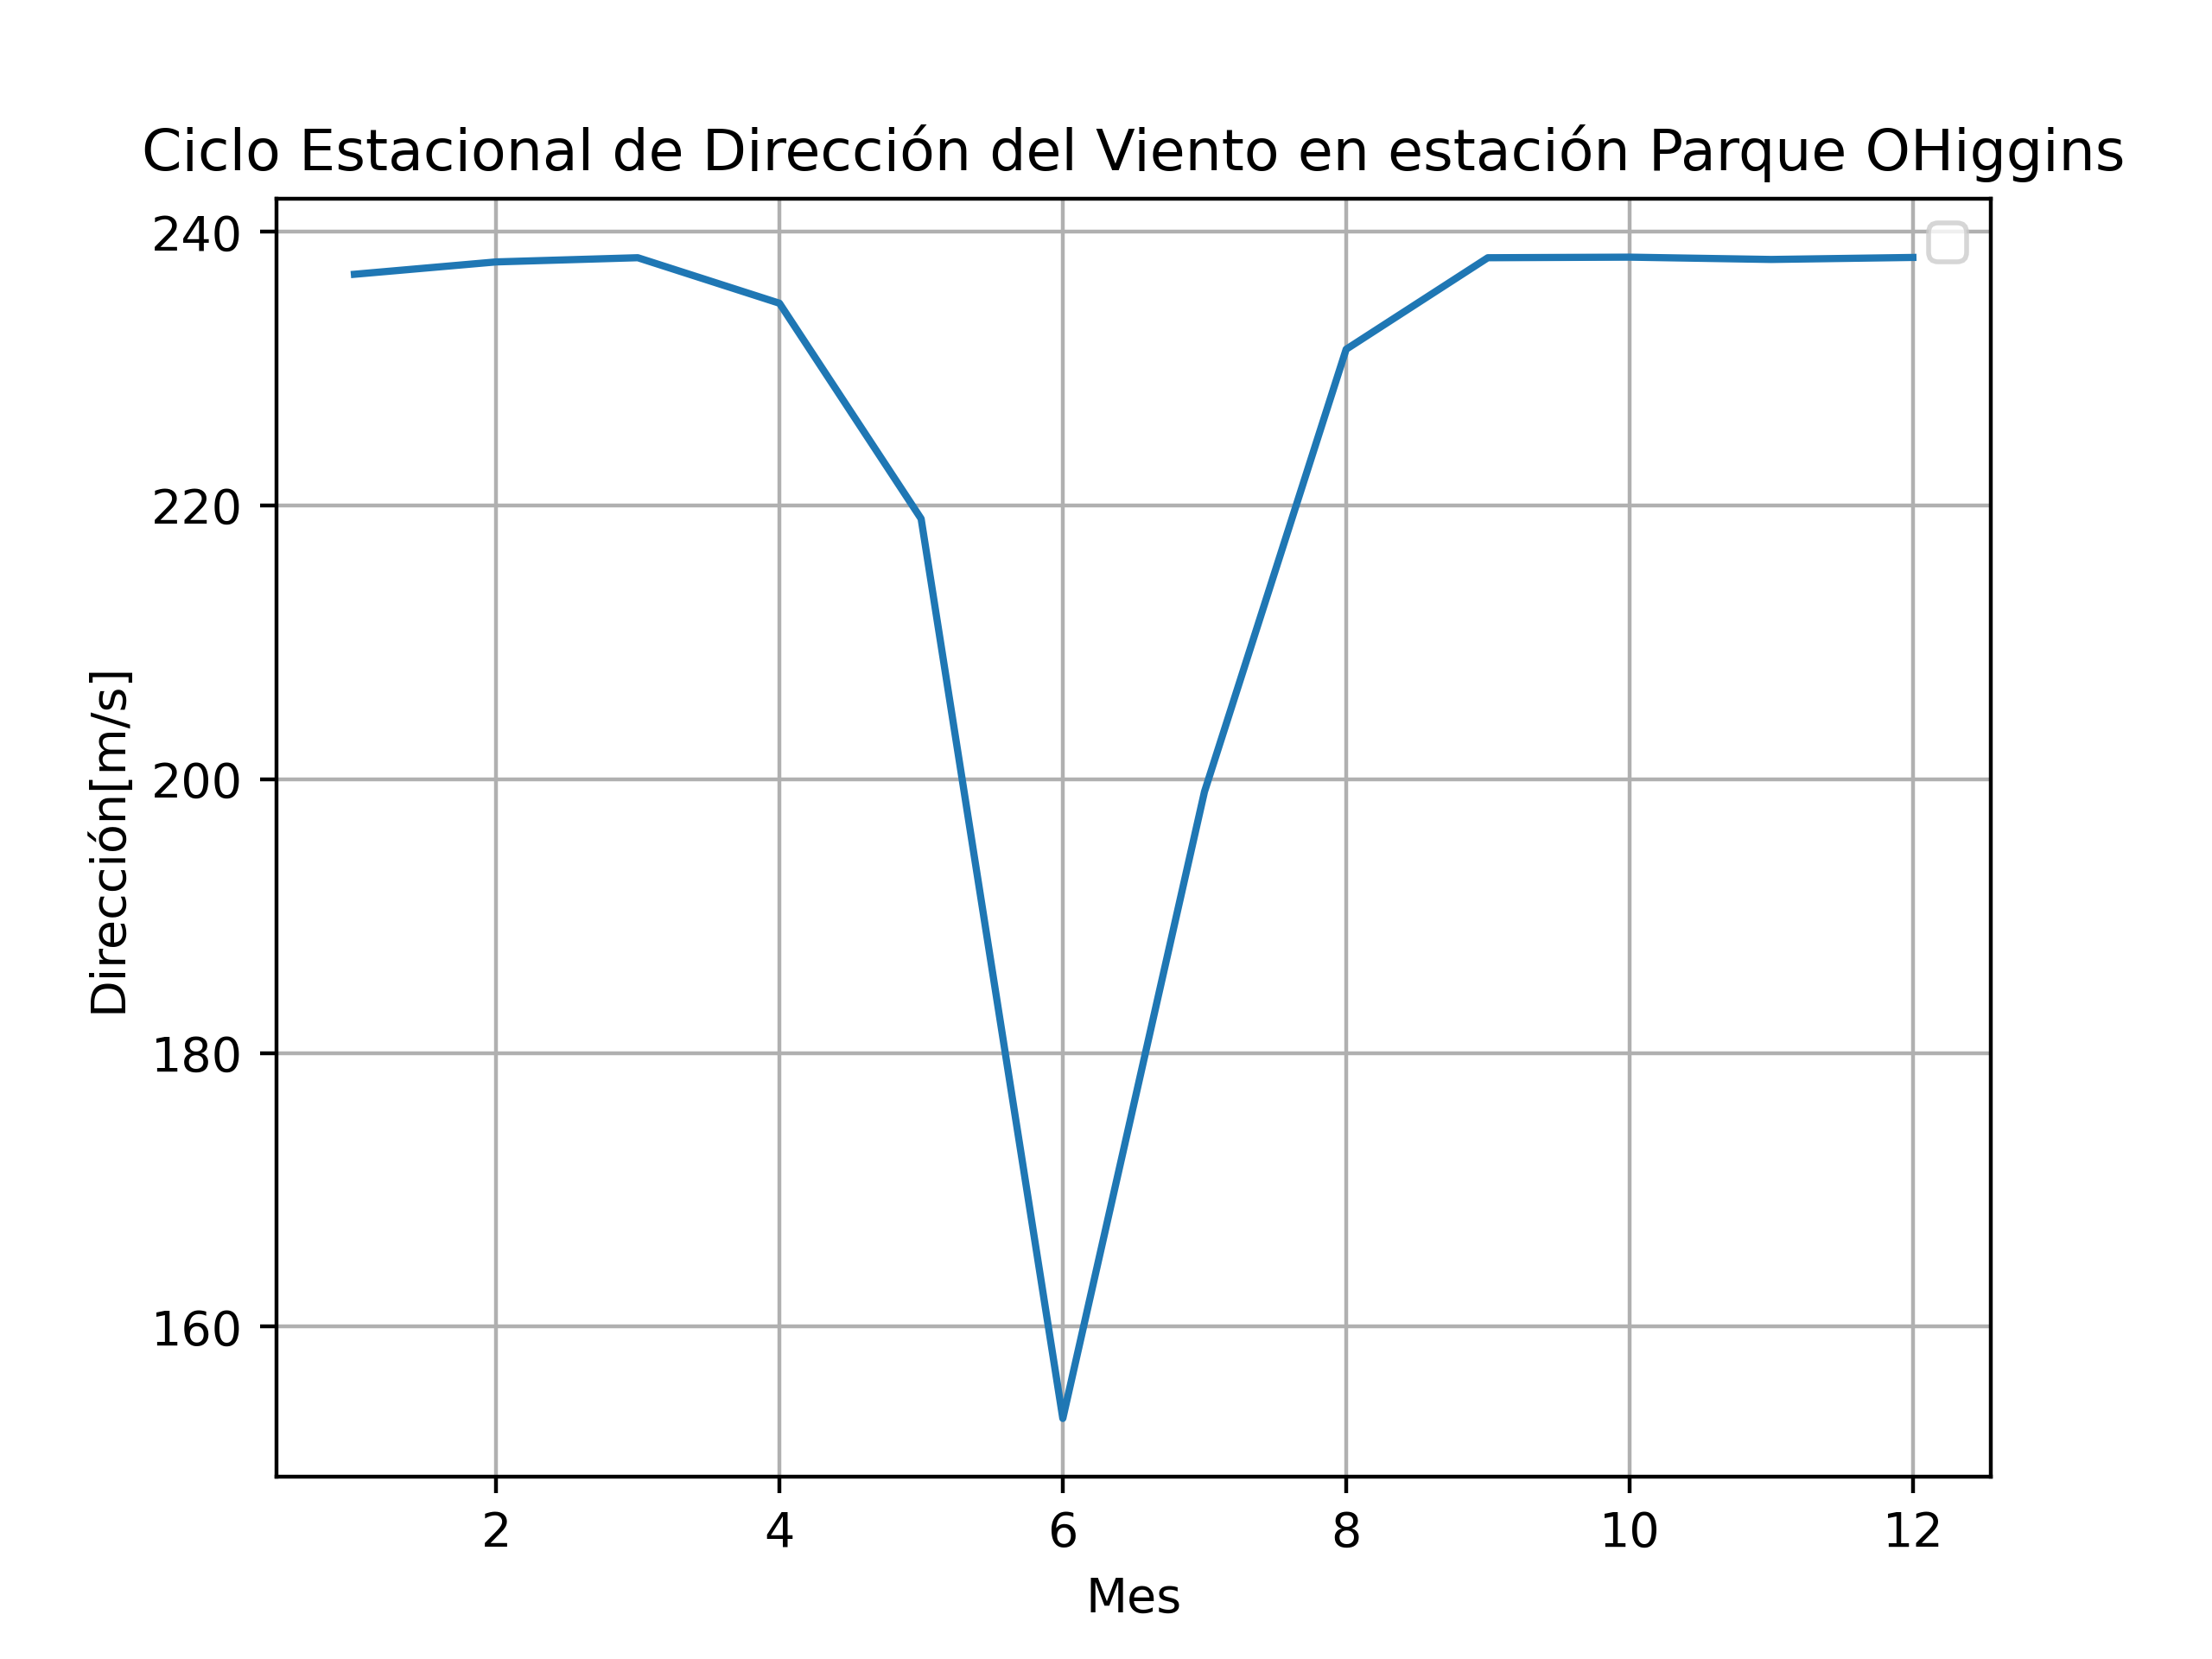 Ciclo Estacional de Dirección del Viento en estación Parque OHiggins
240
220
200
180
160
Dirección[m/s]
2 4 6 8 10 12
Mes